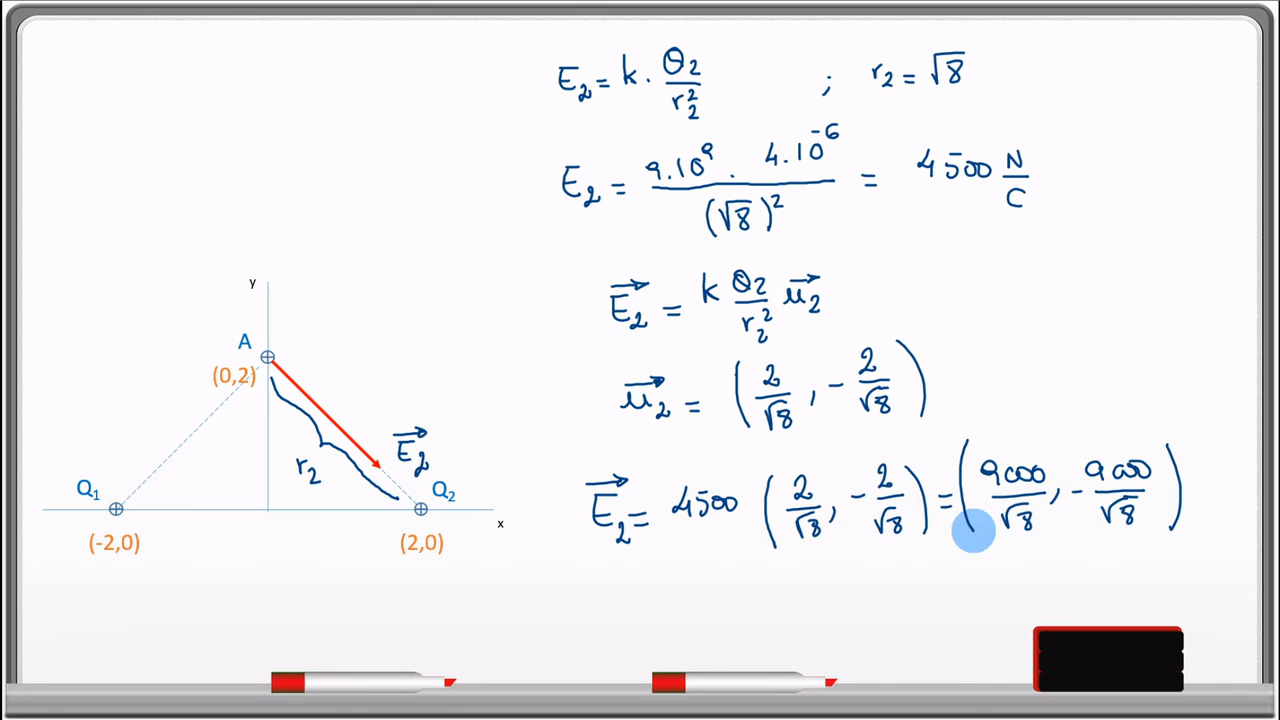 E₂ = k · Q₂/r₂² ; r₂ = √8
E₂ = 9.10⁹ · 4.10⁻⁶/(√8)² = 4500 N/C
E₂⃗ = k Q₂/r₂² u₂⃗
u₂⃗ = (2/√8, -2/√8)
E₂⃗ = 4500 (2/√8, -2/√8) = (9000/√8, -9000/√8)
y
A
(0,2)
E₂⃗
r₂
Q₁
Q₂
x
(-2,0)
(2,0)